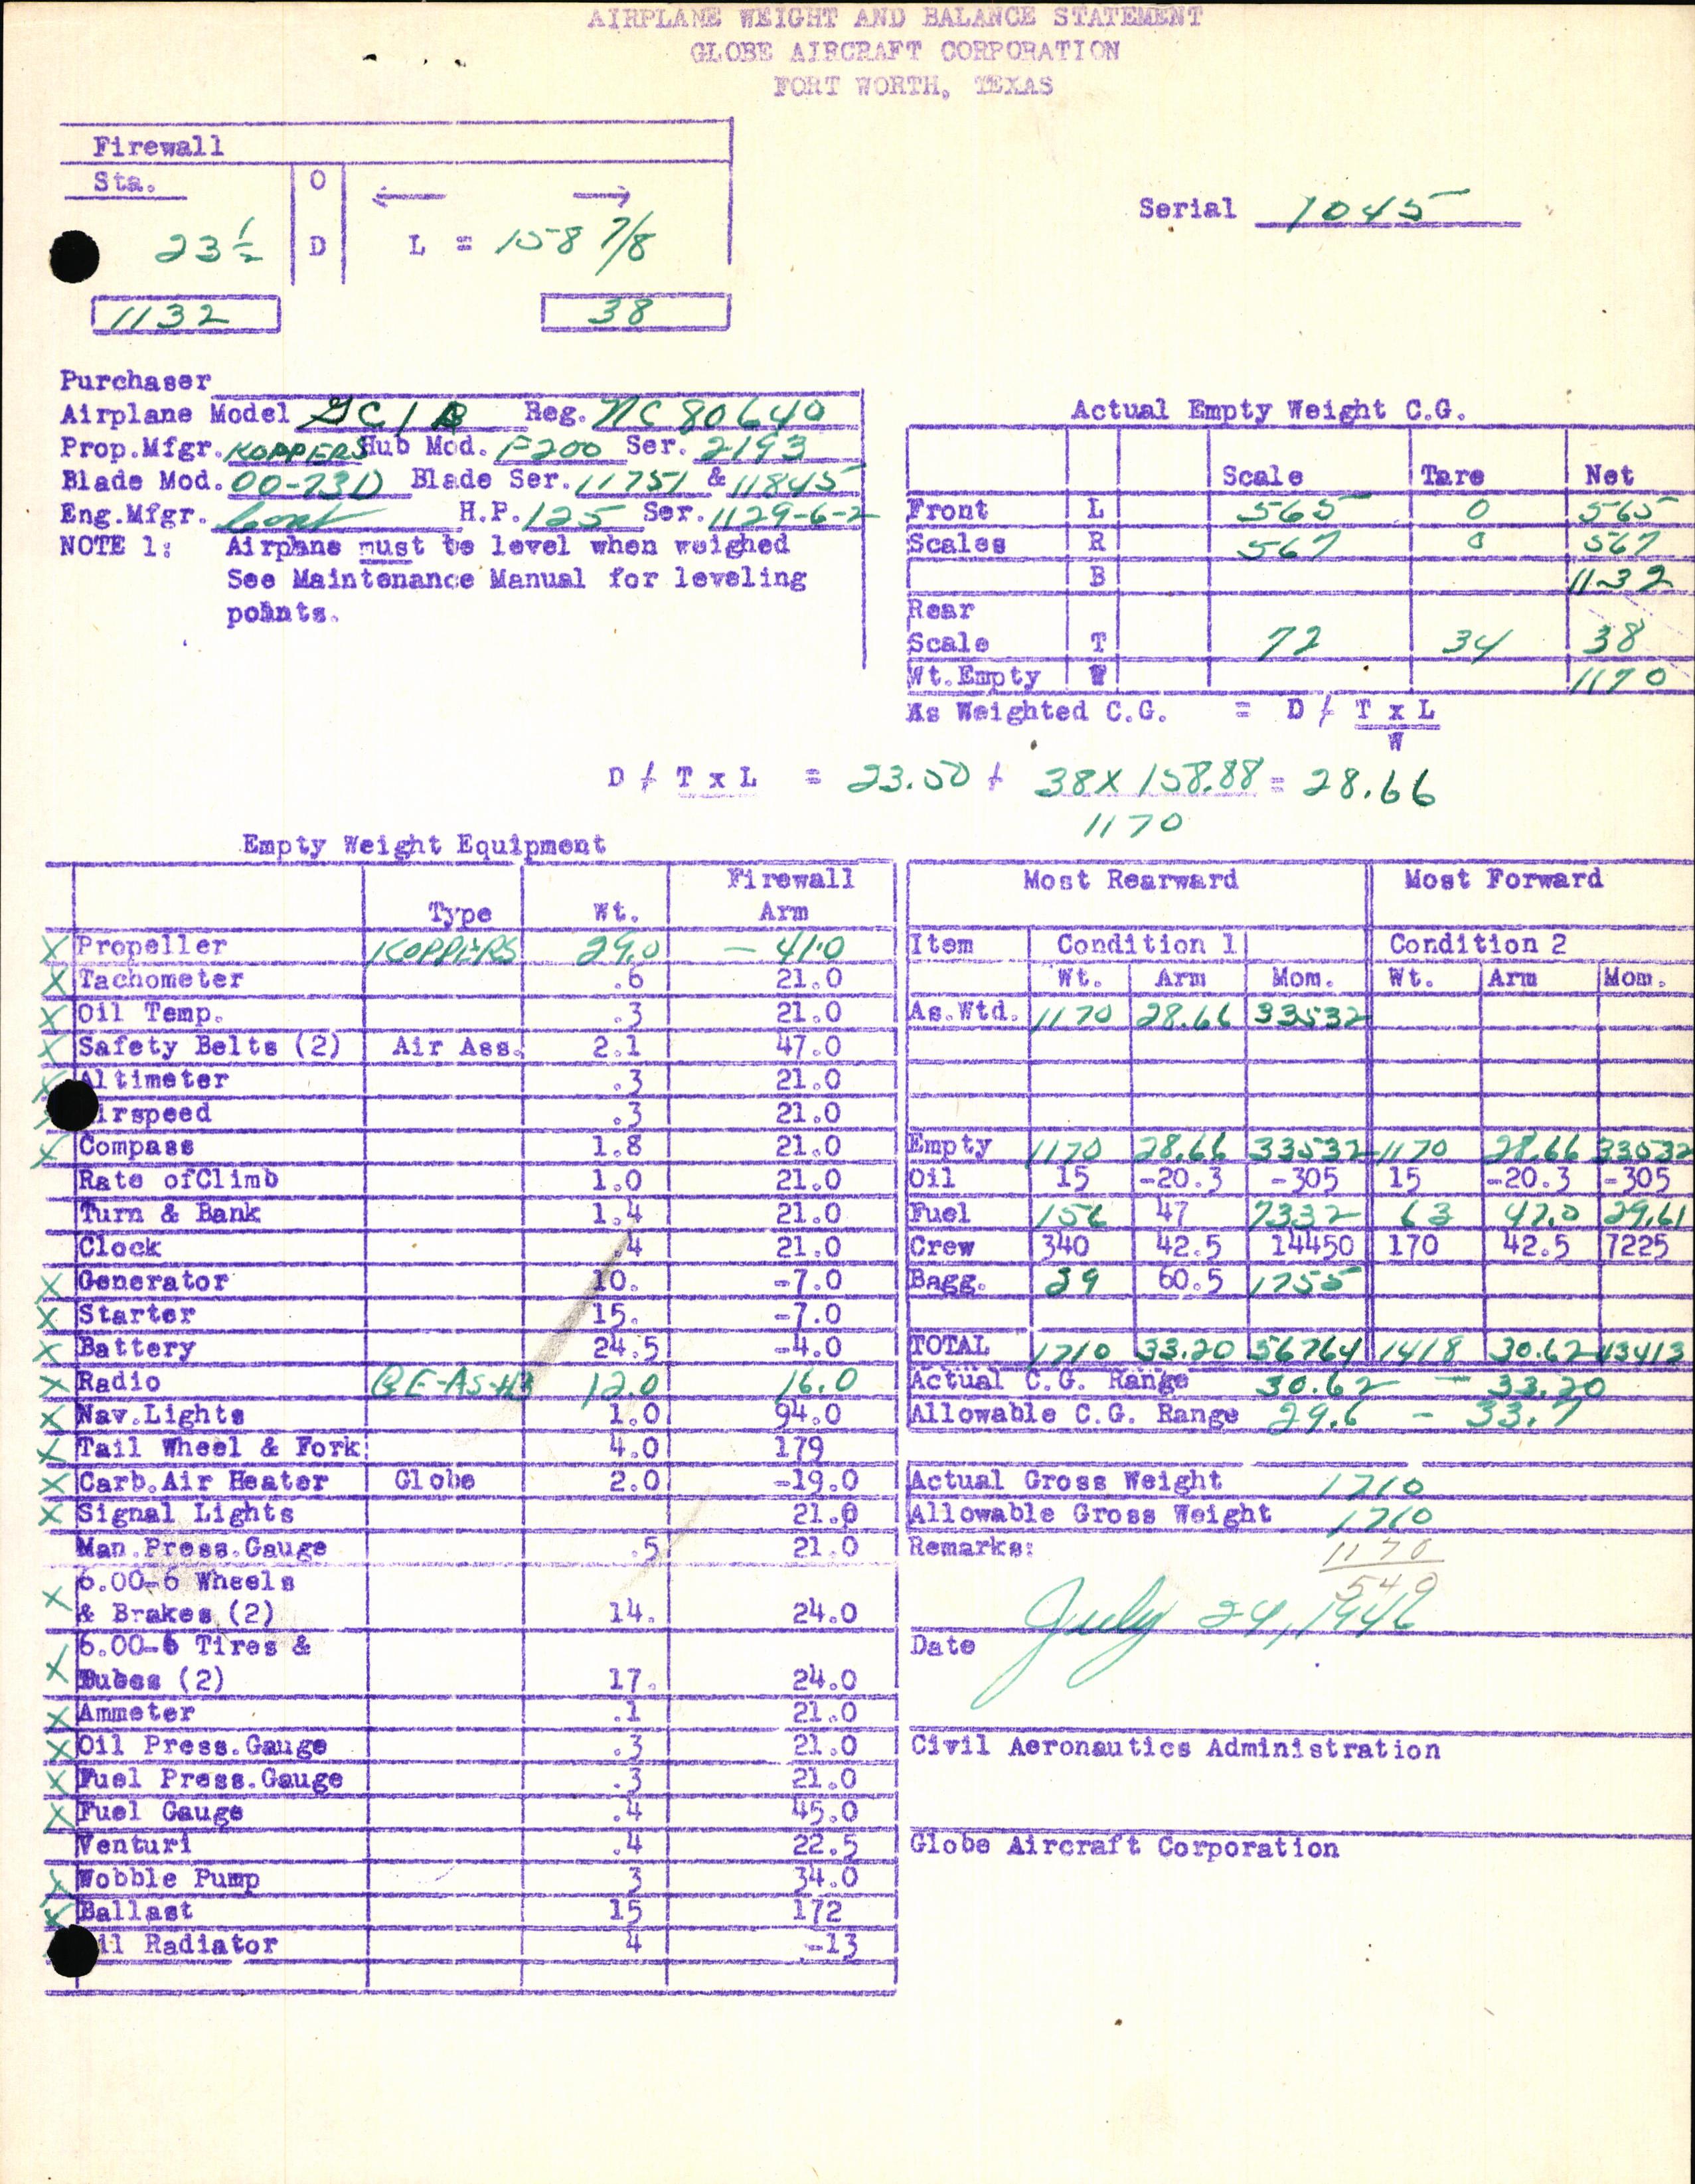 AIRPLANE WEIGHT AND BALANCE STATEMENT
GLOBE AIRCRAFT CORPORATION
FORT WORTH, TEXAS
Firewall
Sta. O ← →
23 ½ D L = 158 7/8
1132 38
Serial 1045
Purchaser
Airplane Model GC1B Reg. NC 80640
Prop.Mfgr. KOPPERS Hub Mod. F200 Ser. 2193
Blade Mod. 00-73D Blade Ser. 11751 & 11845
Eng.Mfgr. Cont H.P. 125 Ser. 1129-6-2
NOTE 1: Airplane must be level when weighed
See Maintenance Manual for leveling
points.
Actual Empty Weight C.G.
Scale Tare Net
Front L 565 0 565
Scales R 567 0 567
B 1132
Rear
Scale T 72 34 38
Wt.Empty W 1170
As Weighted C.G. = D / T x L
W
D / T x L = 23.50 + 38 X 158.88 = 28.66
1170
Empty Weight Equipment
Firewall
Type Wt. Arm
X Propeller KOPPERS 29.0 - 41.0
X Tachometer .6 21.0
X Oil Temp. .3 21.0
X Safety Belts (2) Air Ass. 2.1 47.0
X Altimeter .3 21.0
irspeed .3 21.0
X Compass 1.8 21.0
Rate ofClimb 1.0 21.0
Turn & Bank 1.4 21.0
Clock .4 21.0
X Generator 10. -7.0
X Starter 15. -7.0
X Battery 24.5 -4.0
X Radio 12.0 16.0
X Nav.Lights 1.0 94.0
X Tail Wheel & Fork 4.0 179
X Carb.Air Heater Globe 2.0 -19.0
X Signal Lights 21.0
Man.Press.Gauge .5 21.0
6.00-6 Wheels
X & Brakes (2) 14. 24.0
6.00-6 Tires &
X Tubes (2) 17. 24.0
X Ammeter .1 21.0
X Oil Press.Gauge .3 21.0
X Fuel Press.Gauge .3 21.0
X Fuel Gauge .4 45.0
Venturi .4 22.5
X Wobble Pump 3 34.0
X Ballast 15 172
il Radiator 4 -13
Most Rearward Most Forward
Item Condition 1 Condition 2
Wt. Arm Mom. Wt. Arm Mom.
As.Wtd. 1170 28.66 33532
Empty 1170 28.66 33532 1170 28.66 33532
Oil 15 -20.3 -305 15 -20.3 -305
Fuel 156 47 7332 63 47.0 29.61
Crew 340 42.5 14450 170 42.5 7225
Bagg. 29 60.5 1755
TOTAL 1710 33.20 56764 1418 30.62 43413
Actual C.G. Range 30.62 - 33.20
Allowable C.G. Range 29.6 - 33.7
Actual Gross Weight 1710
Allowable Gross Weight 1710
Remarks: 1170
540
July 24, 1946
Date
Civil Aeronautics Administration
Globe Aircraft Corporation